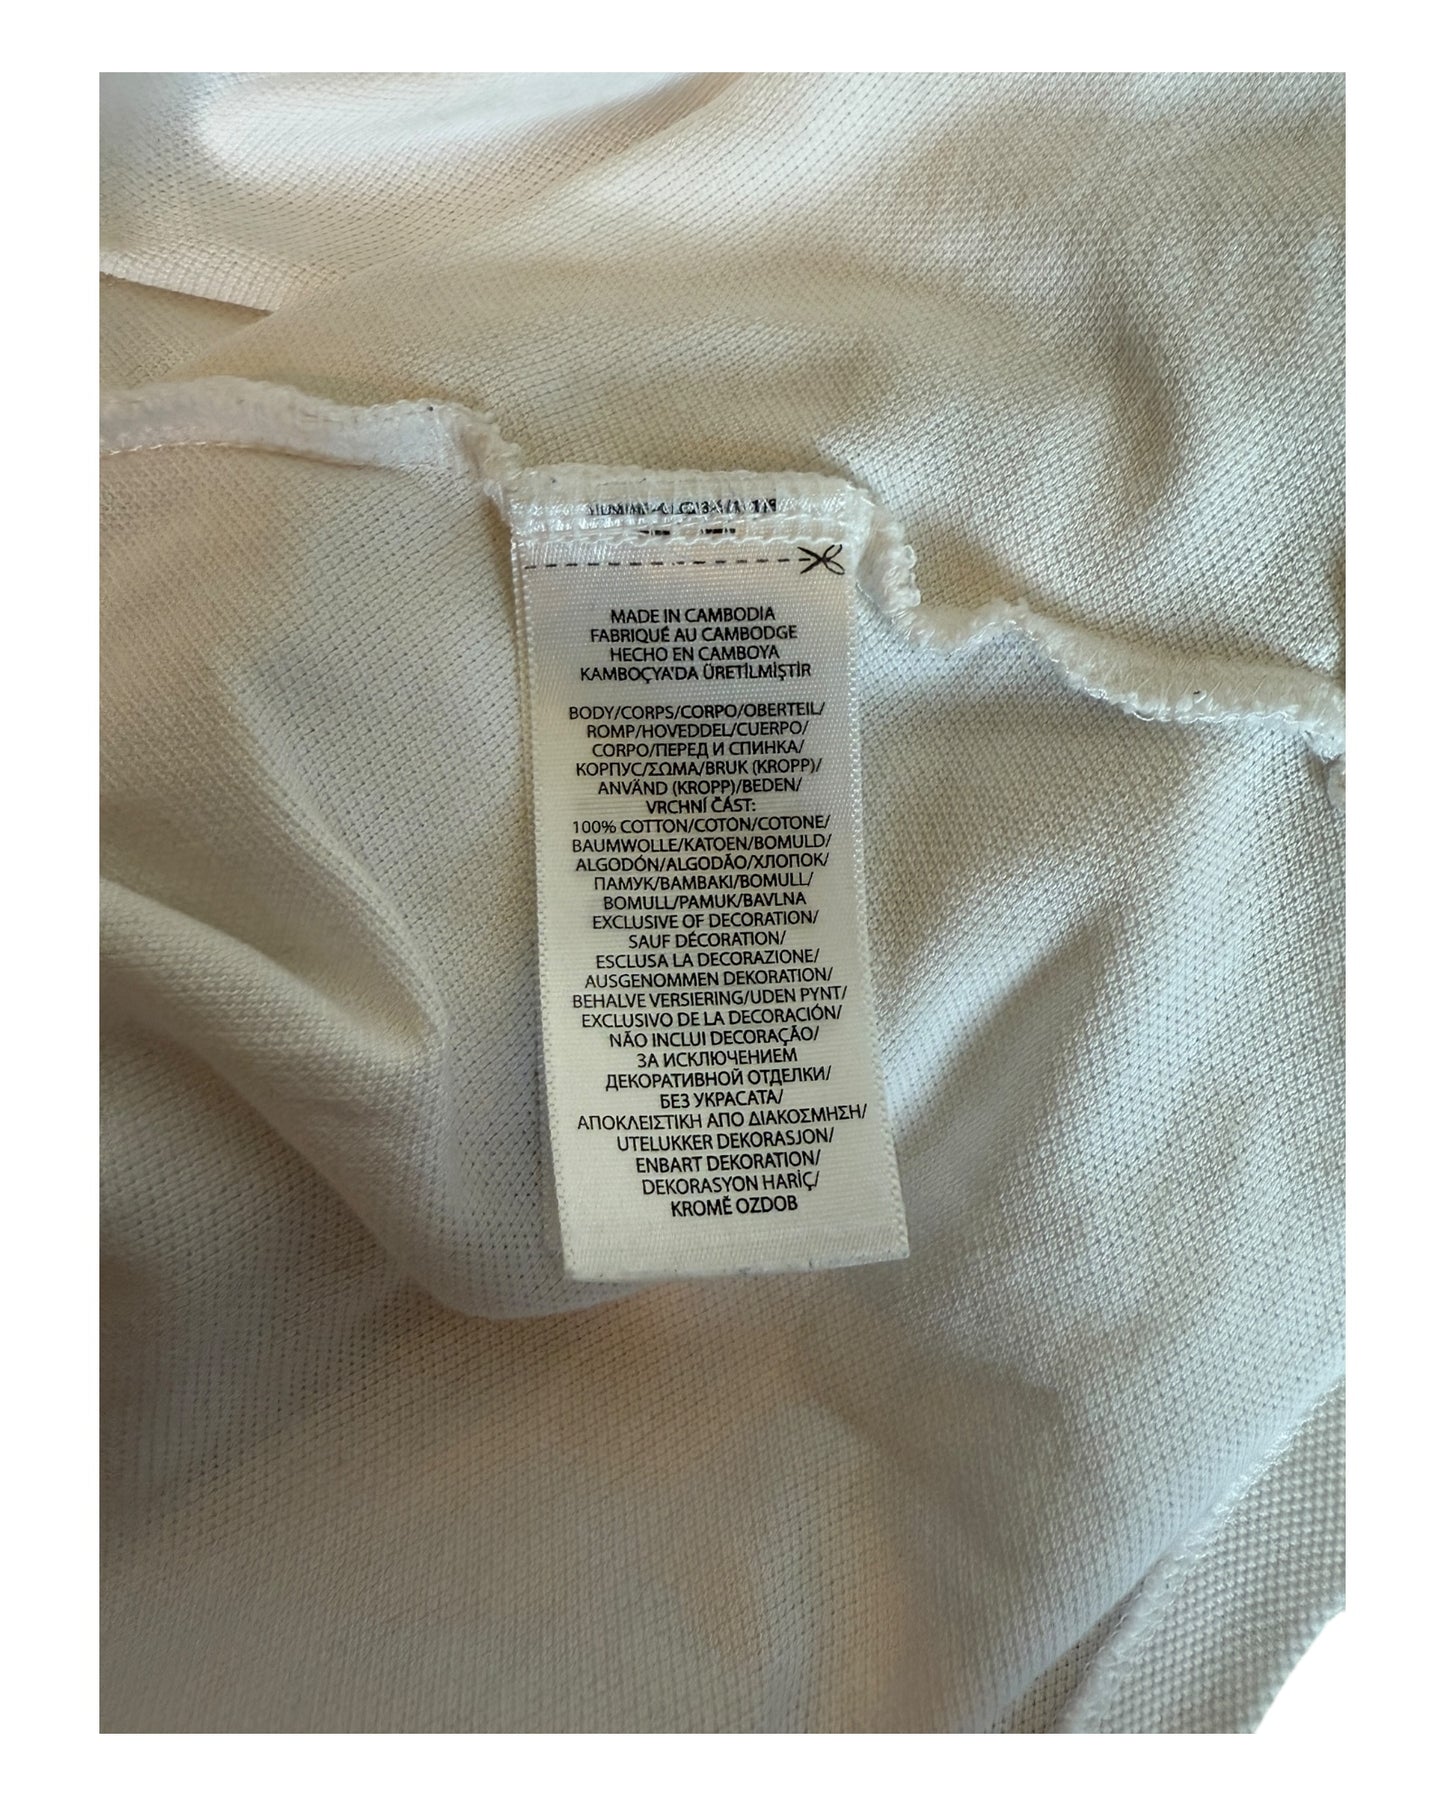 MADE IN CAMBODIA
FABRIQUÉ AU CAMBODGE
HECHO EN CAMBOYA
KAMBOÇYA'DA ÜRETİLMİŞTİR
BODY/CORPS/CORPO/OBERTEIL/
ROMP/HOVEDDEL/CUERPO/
CORPO/ПЕРЕД И СПИНКА/
КОРПУС/ΣΩΜΑ/BRUK (KROPP)/
ANVÄND (KROPP)/BEDEN/
VRCHNÍ ČÁST:
100% COTTON/COTON/COTONE/
BAUMWOLLE/KATOEN/BOMULD/
ALGODÓN/ALGODÃO/ХЛОПОК/
ПАМУК/ΒΑΜΒΑΚΙ/BOMULL/
BOMULL/PAMUK/BAVLNA
EXCLUSIVE OF DECORATION/
SAUF DÉCORATION/
ESCLUSA LA DECORAZIONE/
AUSGENOMMEN DEKORATION/
BEHALVE VERSIERING/UDEN PYNT/
EXCLUSIVO DE LA DECORACIÓN/
NÃO INCLUI DECORAÇÃO/
ЗА ИСКЛЮЧЕНИЕМ
ДЕКОРАТИВНОЙ ОТДЕЛКИ/
БЕЗ УКРАСАТА/
ΑΠΟΚΛΕΙΣΤΙΚΗ ΑΠΟ ΔΙΑΚΟΣΜΗΣΗ/
UTELUKKER DEKORASJON/
ENBART DEKORATION/
DEKORASYON HARİÇ/
KROMĚ OZDOB